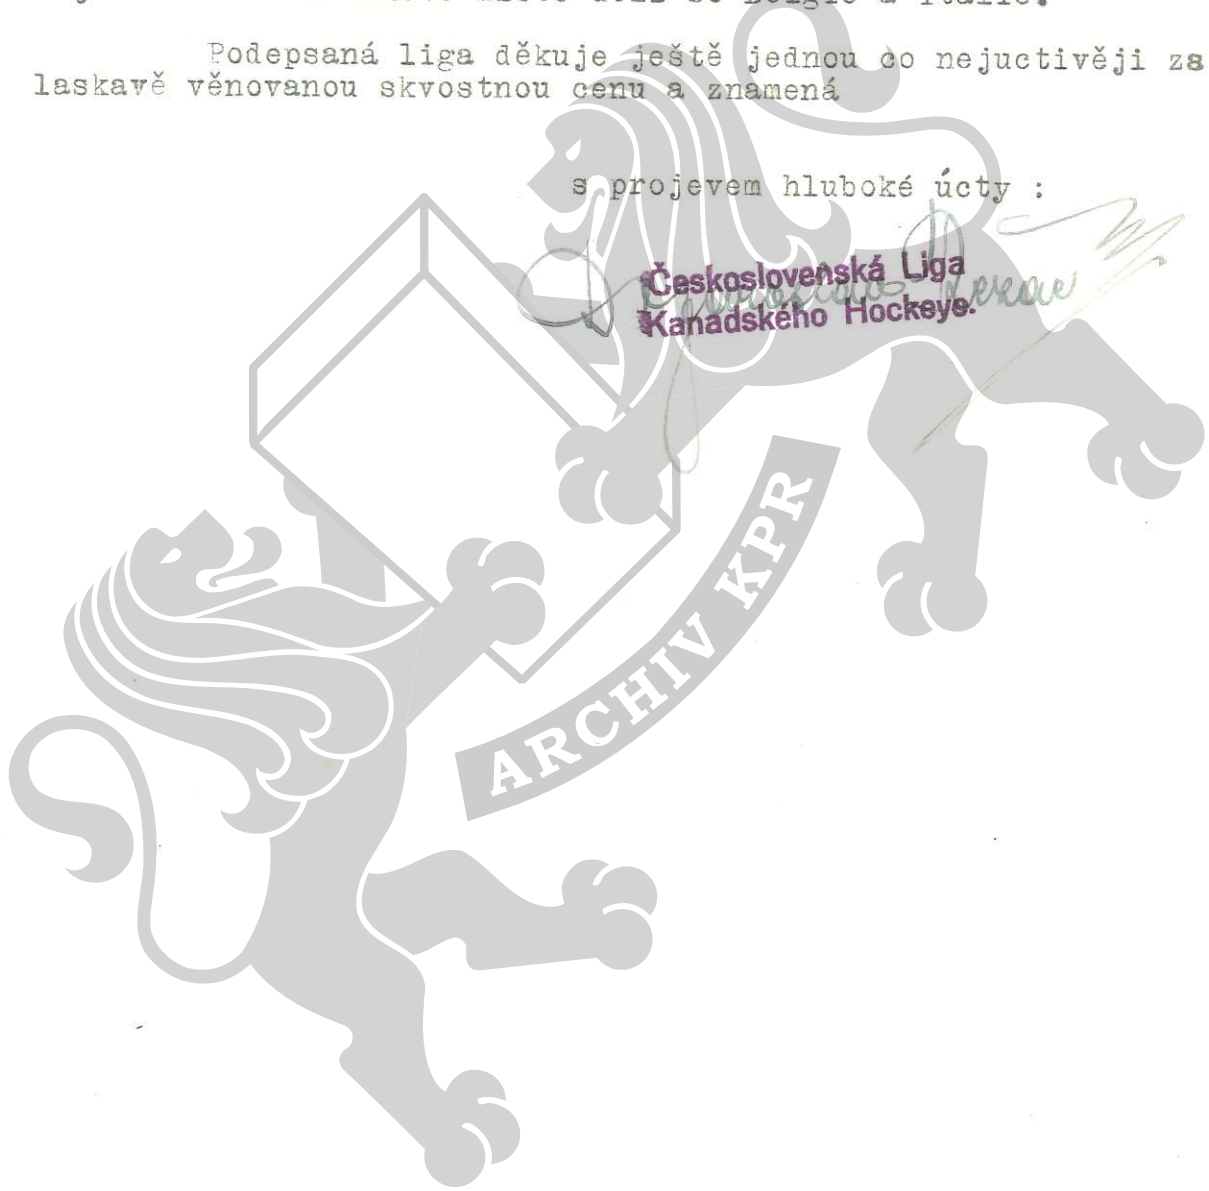 Podepsaná liga děkuje ještě jednou co nejuctivěji za
laskavě věnovanou skvostnou cenu a znamená
s projevem hluboké úcty :
Československá Liga
Kanadského Hockeye.
ARCHIV KPR